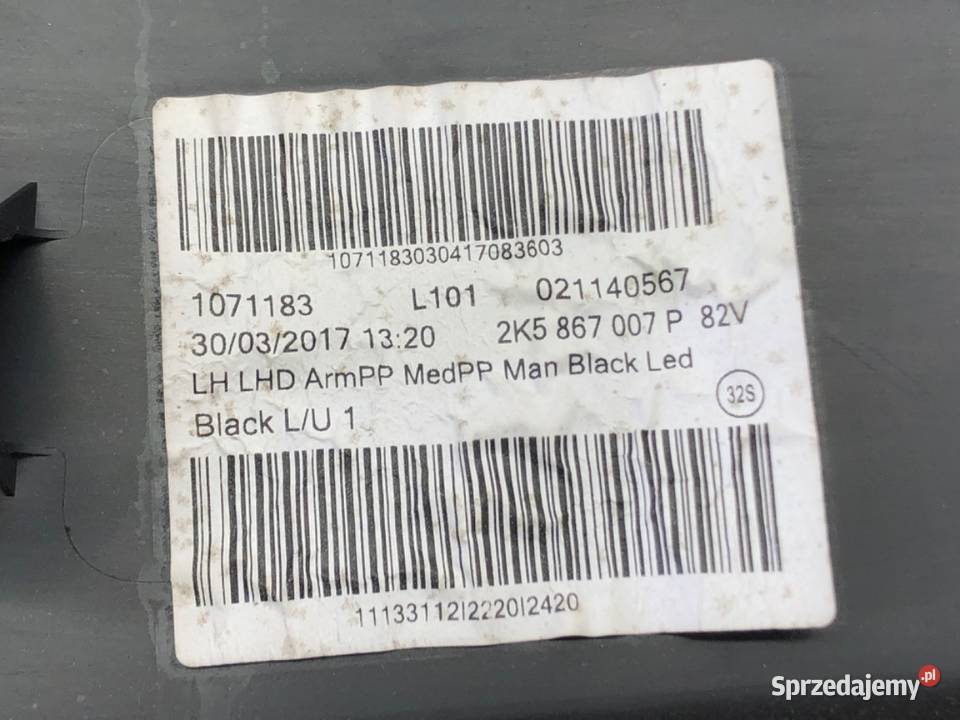 1071183030417083603
1071183 L101 021140567
30/03/2017 13:20 2K5 867 007 P 82V
LH LHD ArmPP MedPP Man Black Led
Black L/U 1
32S
11133112I2220I2420
Sprzedajemy.pl